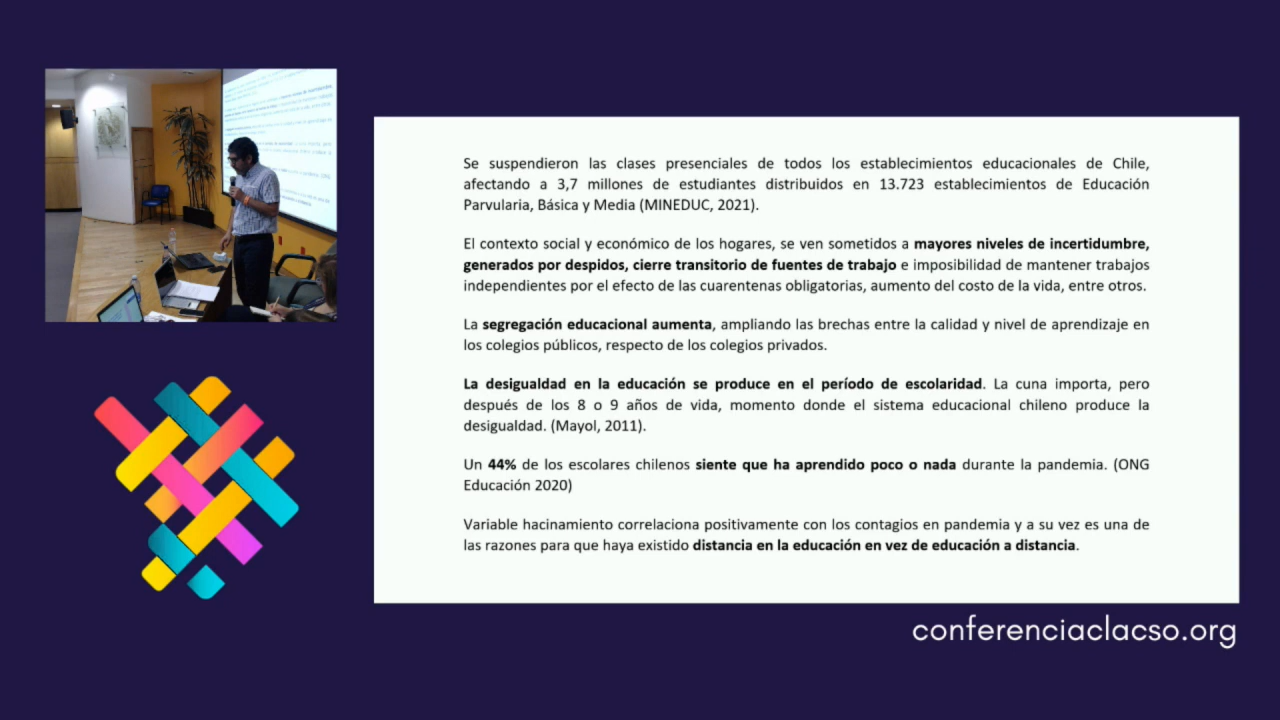 Se suspendieron las clases presenciales de todos los establecimientos educacionales de Chile,
afectando a 3,7 millones de estudiantes distribuidos en 13.723 establecimientos de Educación
Parvularia, Básica y Media (MINEDUC, 2021).
El contexto social y económico de los hogares, se ven sometidos a mayores niveles de incertidumbre,
generados por despidos, cierre transitorio de fuentes de trabajo e imposibilidad de mantener trabajos
independientes por el efecto de las cuarentenas obligatorias, aumento del costo de la vida, entre otros.
La segregación educacional aumenta, ampliando las brechas entre la calidad y nivel de aprendizaje en
los colegios públicos, respecto de los colegios privados.
La desigualdad en la educación se produce en el período de escolaridad. La cuna importa, pero
después de los 8 o 9 años de vida, momento donde el sistema educacional chileno produce la
desigualdad. (Mayol, 2011).
Un 44% de los escolares chilenos siente que ha aprendido poco o nada durante la pandemia. (ONG
Educación 2020)
Variable hacinamiento correlaciona positivamente con los contagios en pandemia y a su vez es una de
las razones para que haya existido distancia en la educación en vez de educación a distancia.
conferenciaclacso.org